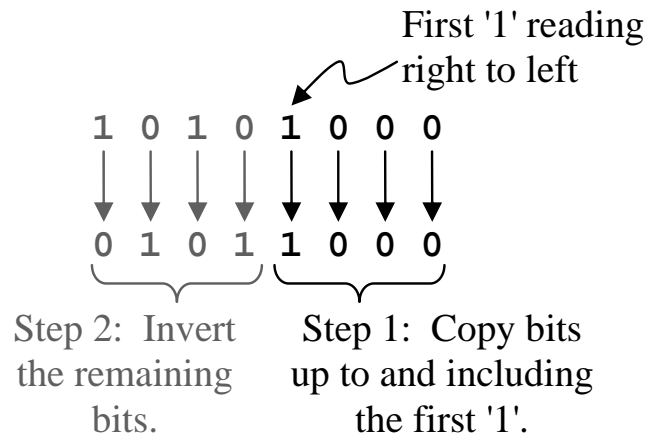 First '1' reading
right to left
1 0 1 0 1 0 0 0
0 1 0 1 1 0 0 0
Step 2: Invert
the remaining
bits.
Step 1: Copy bits
up to and including
the first '1'.